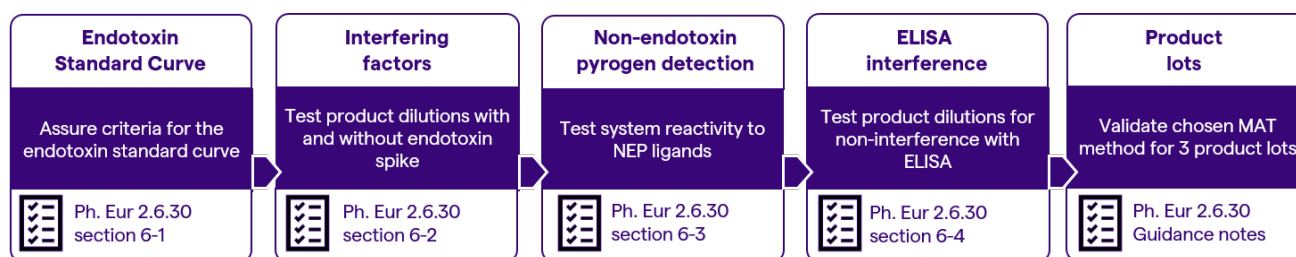 Endotoxin
Standard Curve
Assure criteria for the
endotoxin standard curve
Ph. Eur 2.6.30
section 6-1
Interfering
factors
Test product dilutions with
and without endotoxin
spike
Ph. Eur 2.6.30
section 6-2
Non-endotoxin
pyrogen detection
Test system reactivity to
NEP ligands
Ph. Eur 2.6.30
section 6-3
ELISA
interference
Test product dilutions for
non-interference with
ELISA
Ph. Eur 2.6.30
section 6-4
Product
lots
Validate chosen MAT
method for 3 product lots
Ph. Eur 2.6.30
Guidance notes